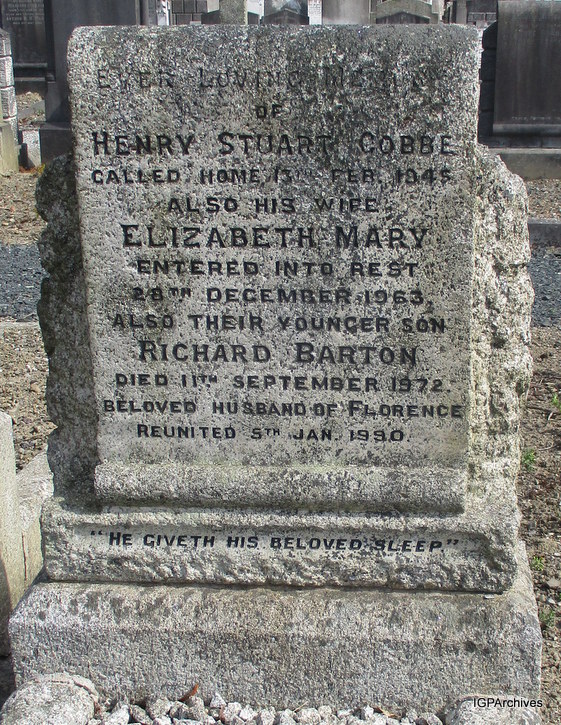 EVER LOVING MEMORY
OF
HENRY STUART COBBE
CALLED HOME, 13TH FEB. 1945
ALSO HIS WIFE
ELIZABETH MARY
ENTERED INTO REST
28TH DECEMBER 1963,
ALSO THEIR YOUNGER SON
RICHARD BARTON
DIED 11TH SEPTEMBER 1972.
BELOVED HUSBAND OF FLORENCE
REUNITED 5TH JAN. 1990.
"HE GIVETH HIS BELOVED SLEEP."
IGPArchives